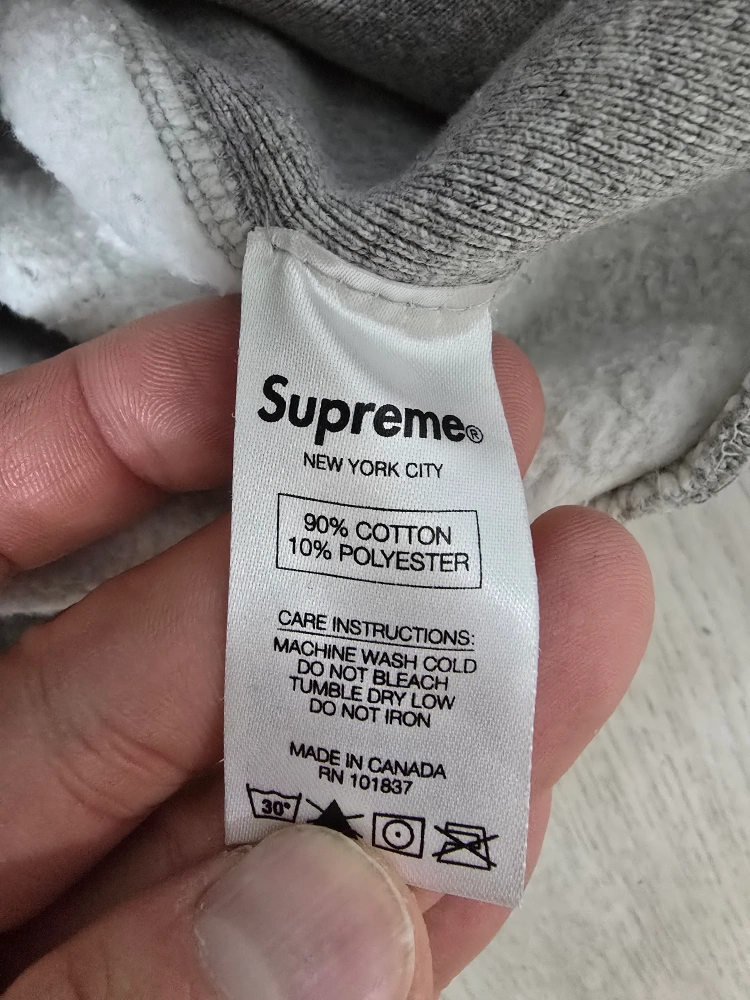 Supreme®
NEW YORK CITY
90% COTTON
10% POLYESTER
CARE INSTRUCTIONS:
MACHINE WASH COLD
DO NOT BLEACH
TUMBLE DRY LOW
DO NOT IRON
MADE IN CANADA
RN 101837
30°